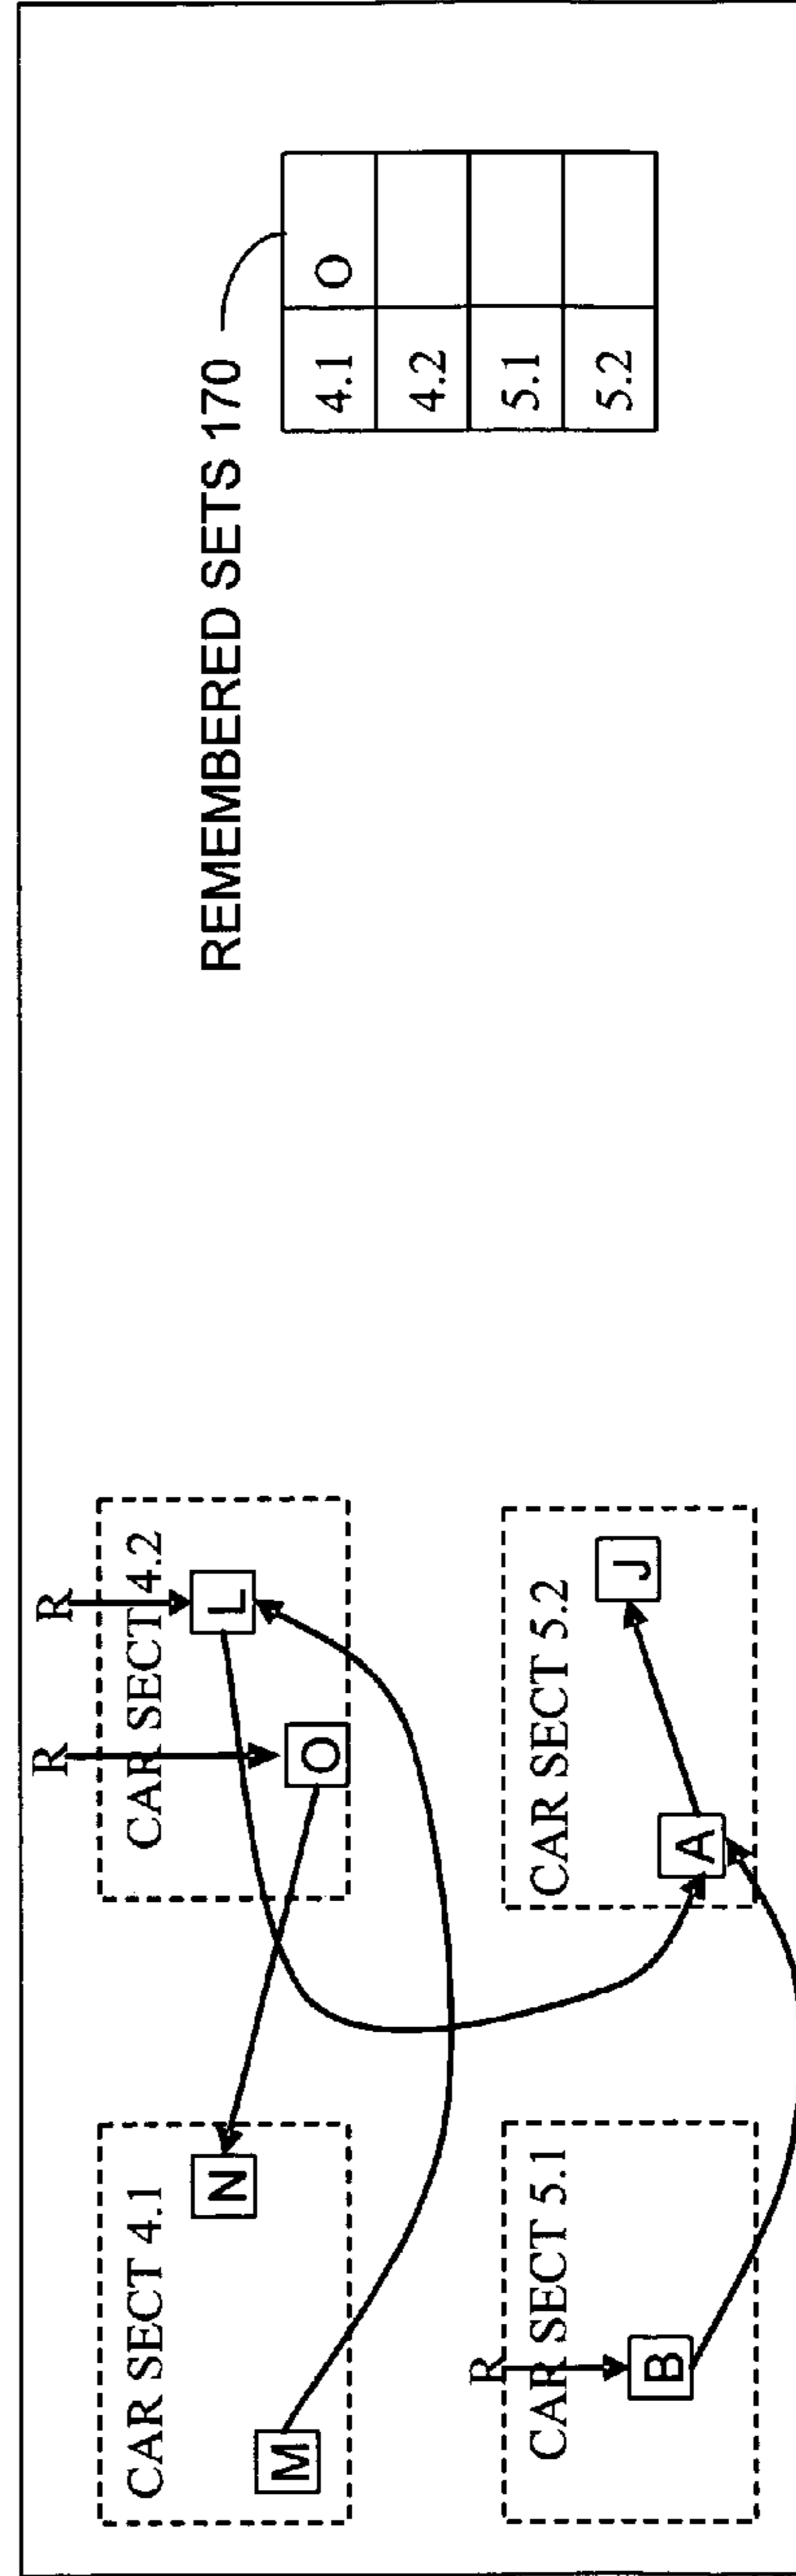 R
R
CAR SECT 4.1
CAR SECT 4.2
N
L
M
O
R
CAR SECT 5.1
CAR SECT 5.2
B
A
J
REMEMBERED SETS 170
4.1 O
4.2
5.1
5.2